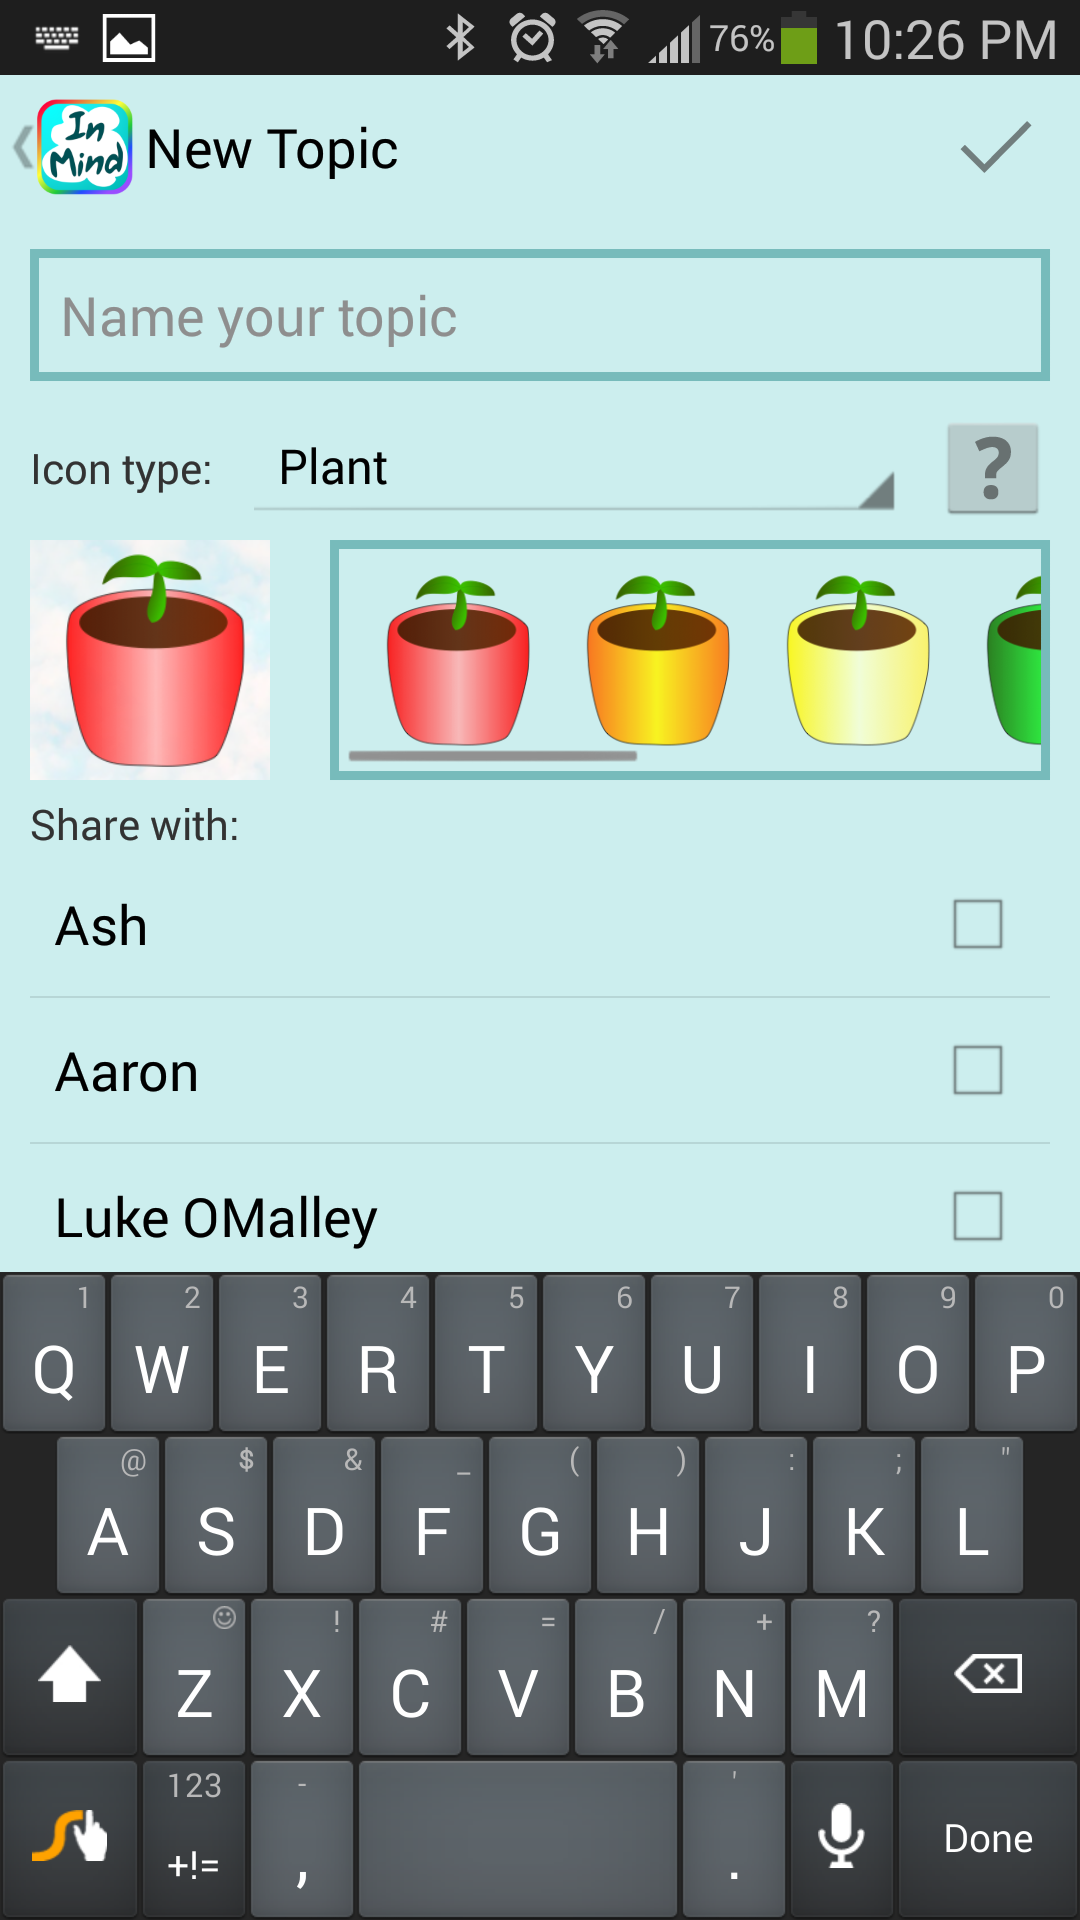 76% 10:26 PM
In Mind New Topic
Name your topic
Icon type: Plant ?
Share with:
Ash
Aaron
Luke OMalley
1 2 3 4 5 6 7 8 9 0
Q W E R T Y U I O P
@ $ & _ ( ) : ; "
A S D F G H J K L
! # = / + ?
Z X C V B N M
123 - '
+!= , . Done